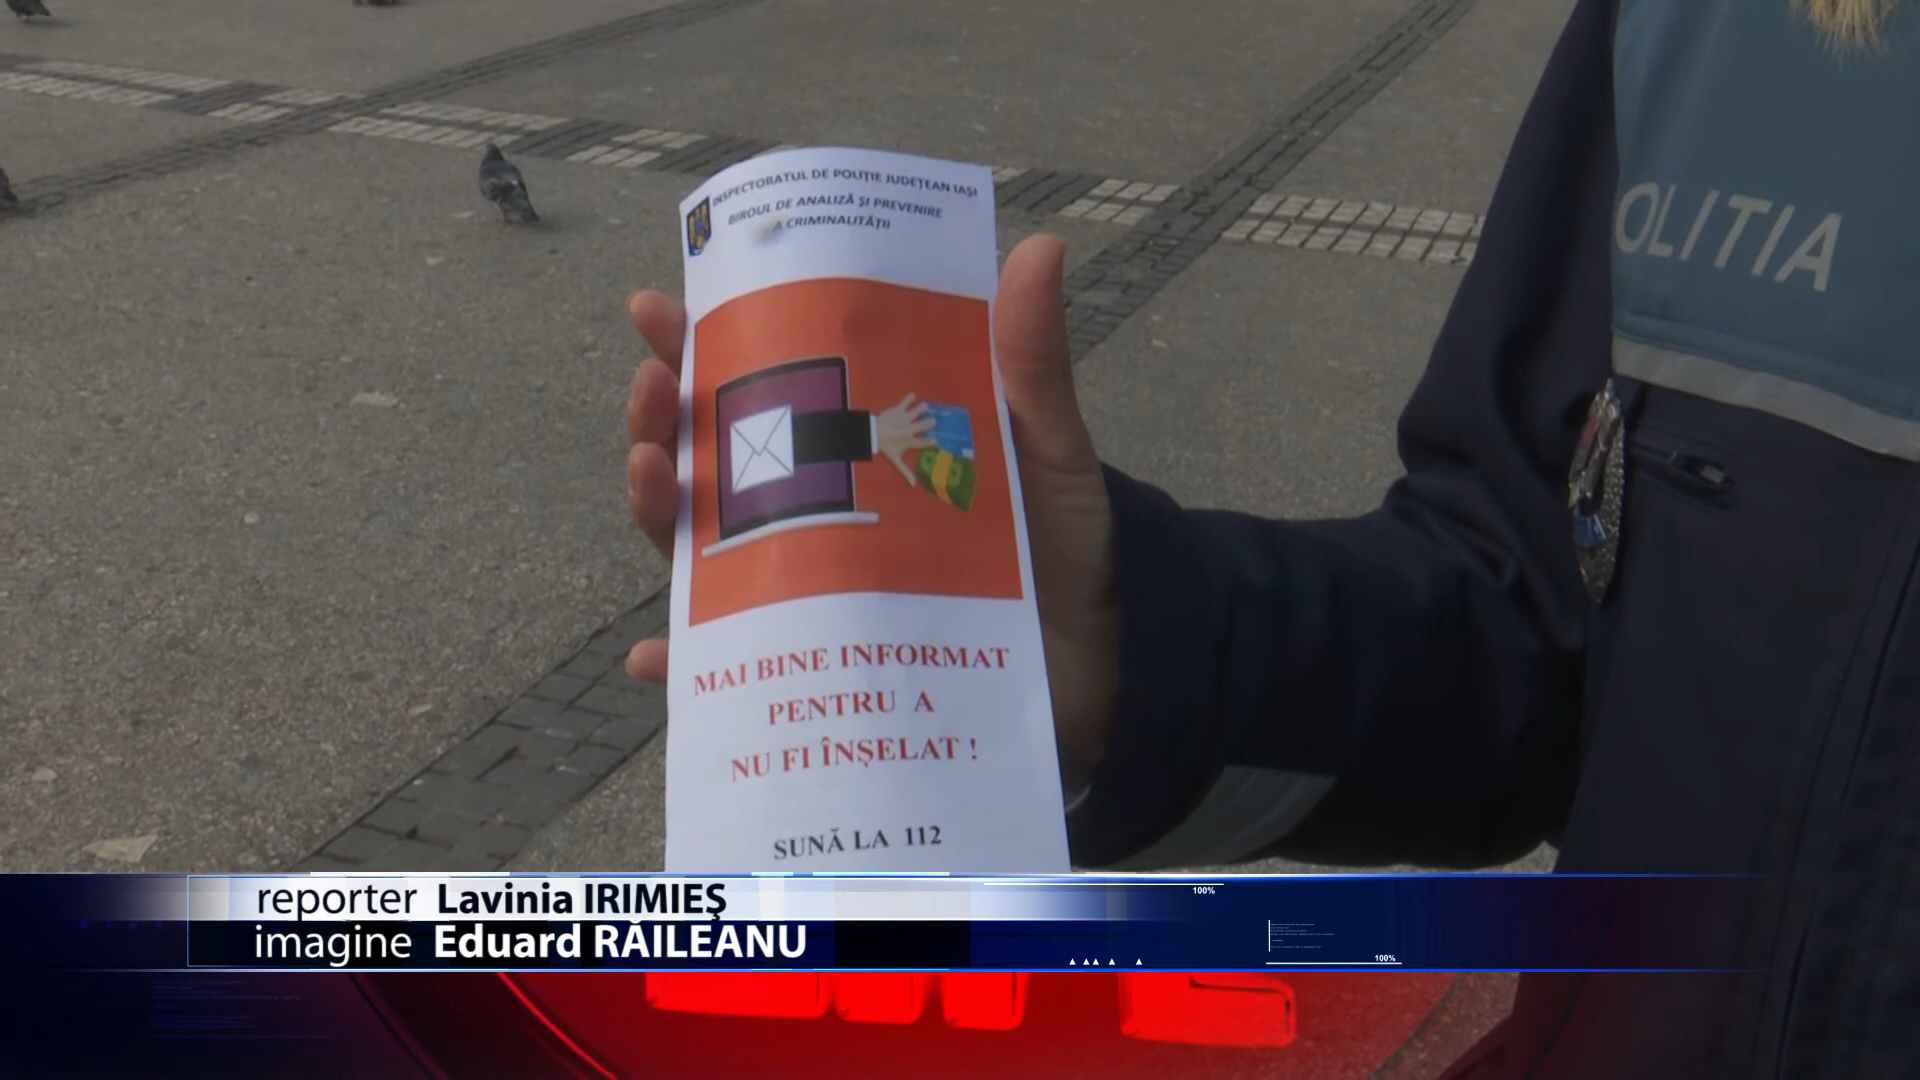 INSPECTORATUL DE POLIȚIE JUDEȚEAN IAȘI
BIROUL DE ANALIZĂ ȘI PREVENIRE
A CRIMINALITĂȚII
OLITIA
MAI BINE INFORMAT
PENTRU A
NU FI ÎNȘELAT !
SUNĂ LA 112
reporter Lavinia IRIMIEŞ
imagine Eduard RĂILEANU
100%
100%